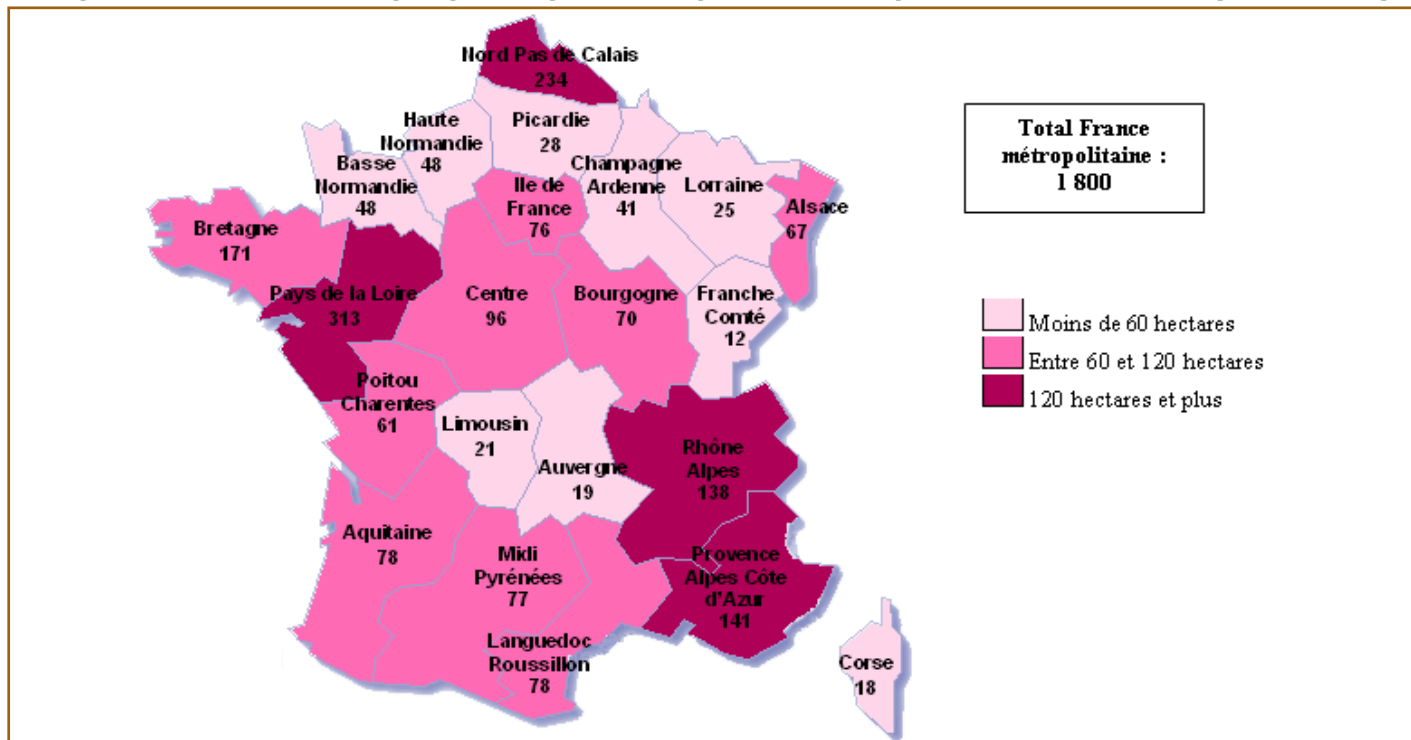 Nord Pas de Calais
234
Haute
Normandie
48
Picardie
28
Basse
Normandie
48
Champagne
Ardenne
41
Lorraine
25
Alsace
67
Ile de
France
76
Bretagne
171
Pays de la Loire
313
Centre
96
Bourgogne
70
Franche
Comté
12
Poitou
Charentes
61
Limousin
21
Auvergne
19
Rhône
Alpes
138
Aquitaine
78
Midi
Pyrénées
77
Provence
Alpes Côte
d'Azur
141
Languedoc
Roussillon
78
Corse
18
Total France
métropolitaine :
1 800
Moins de 60 hectares
Entre 60 et 120 hectares
120 hectares et plus